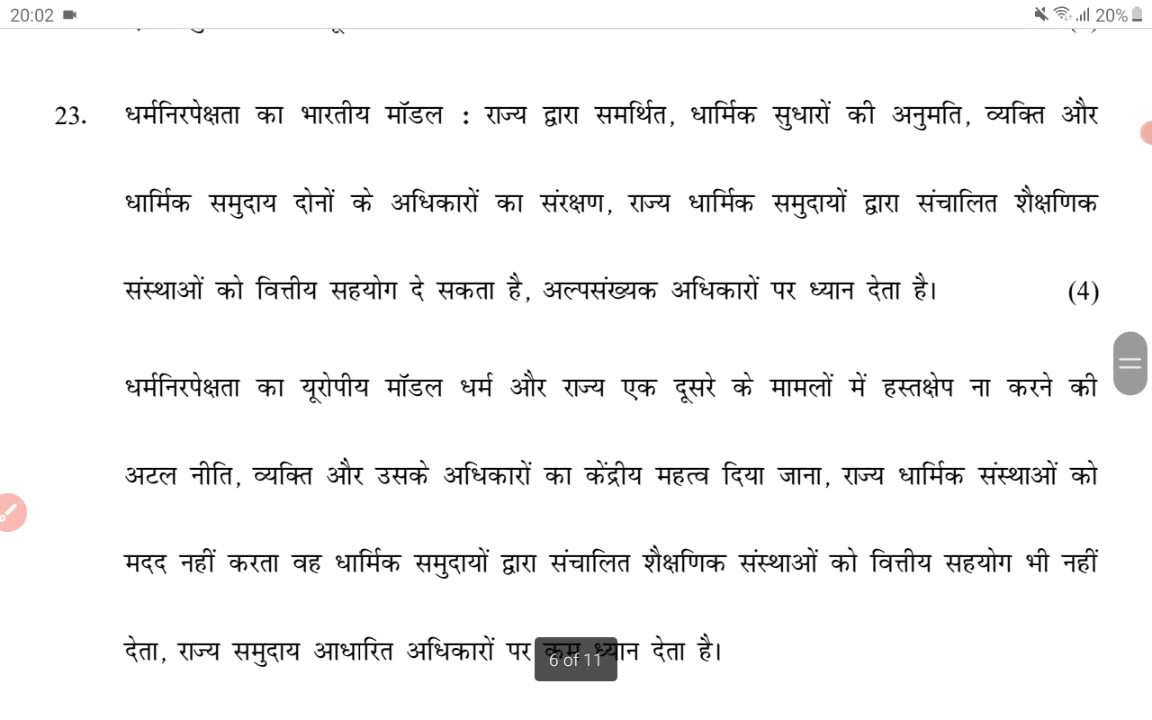 20:02
20%
23. धर्मनिरपेक्षता का भारतीय मॉडल : राज्य द्वारा समर्थित, धार्मिक सुधारों की अनुमति, व्यक्ति और
धार्मिक समुदाय दोनों के अधिकारों का संरक्षण, राज्य धार्मिक समुदायों द्वारा संचालित शैक्षणिक
संस्थाओं को वित्तीय सहयोग दे सकता है, अल्पसंख्यक अधिकारों पर ध्यान देता है। (4)
धर्मनिरपेक्षता का यूरोपीय मॉडल धर्म और राज्य एक दूसरे के मामलों में हस्तक्षेप ना करने की
अटल नीति, व्यक्ति और उसके अधिकारों का केंद्रीय महत्व दिया जाना, राज्य धार्मिक संस्थाओं को
मदद नहीं करता वह धार्मिक समुदायों द्वारा संचालित शैक्षणिक संस्थाओं को वित्तीय सहयोग भी नहीं
देता, राज्य समुदाय आधारित अधिकारों पर कम ध्यान देता है।
6 of 11